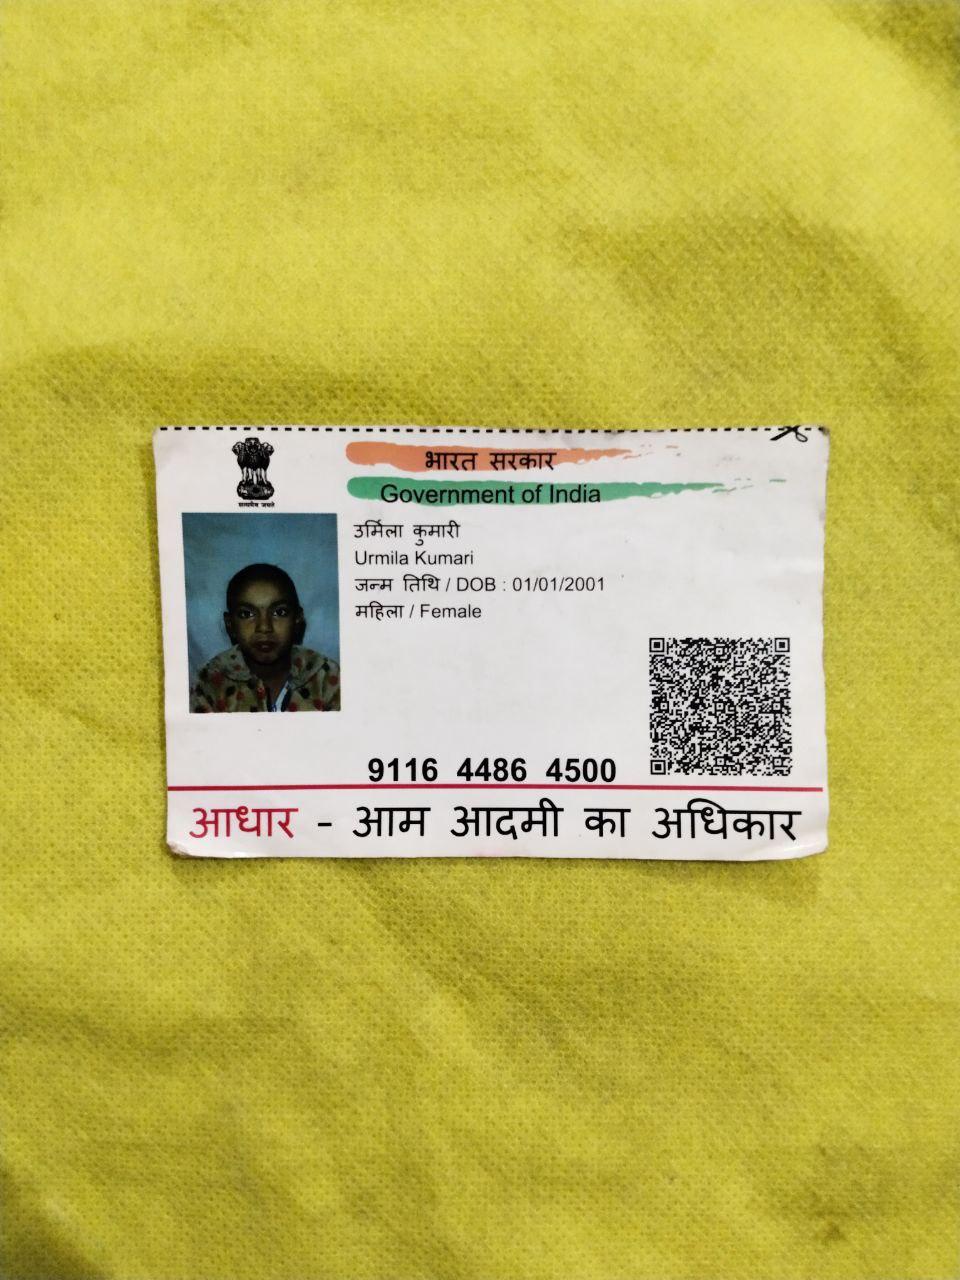 भारत सरकार
Government of India
सत्यमेव जयते
उर्मिला कुमारी
Urmila Kumari
जन्म तिथि / DOB : 01/01/2001
महिला / Female
9116 4486 4500
आधार - आम आदमी का अधिकार